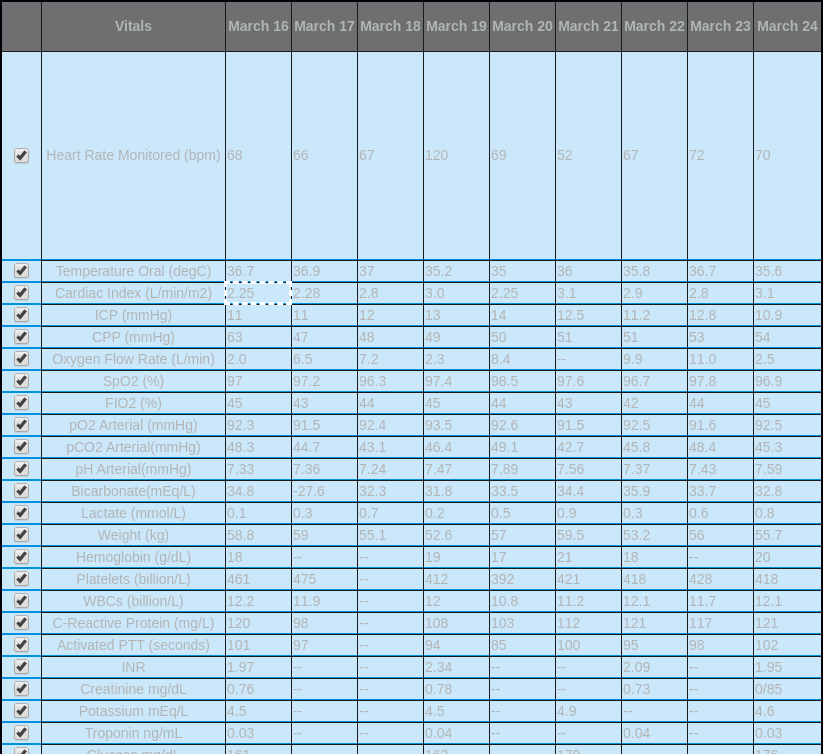 Vitals March 16 March 17 March 18 March 19 March 20 March 21 March 22 March 23 March 24
Heart Rate Monitored (bpm) 68 66 67 120 69 52 67 72 70
Temperature Oral (degC) 36.7 36.9 37 35.2 35 36 35.8 36.7 35.6
Cardiac Index (L/min/m2) 2.25 2.28 2.8 3.0 2.25 3.1 2.9 2.8 3.1
ICP (mmHg) 11 11 12 13 14 12.5 11.2 12.8 10.9
CPP (mmHg) 63 47 48 49 50 51 51 53 54
Oxygen Flow Rate (L/min) 2.0 6.5 7.2 2.3 8.4 -- 9.9 11.0 2.5
SpO2 (%) 97 97.2 96.3 97.4 98.5 97.6 96.7 97.8 96.9
FIO2 (%) 45 43 44 45 44 43 42 44 45
pO2 Arterial (mmHg) 92.3 91.5 92.4 93.5 92.6 91.5 92.5 91.6 92.5
pCO2 Arterial(mmHg) 48.3 44.7 43.1 46.4 49.1 42.7 45.8 48.4 45.3
pH Arterial(mmHg) 7.33 7.36 7.24 7.47 7.89 7.56 7.37 7.43 7.59
Bicarbonate(mEq/L) 34.8 -27.6 32.3 31.8 33.5 34.4 35.9 33.7 32.8
Lactate (mmol/L) 0.1 0.3 0.7 0.2 0.5 0.9 0.3 0.6 0.8
Weight (kg) 58.8 59 55.1 52.6 57 59.5 53.2 56 55.7
Hemoglobin (g/dL) 18 -- -- 19 17 21 18 -- 20
Platelets (billion/L) 461 475 -- 412 392 421 418 428 418
WBCs (billion/L) 12.2 11.9 -- 12 10.8 11.2 12.1 11.7 12.1
C-Reactive Protein (mg/L) 120 98 -- 108 103 112 121 117 121
Activated PTT (seconds) 101 97 -- 94 85 100 95 98 102
INR 1.97 -- -- 2.34 -- -- 2.09 -- 1.95
Creatinine mg/dL 0.76 -- -- 0.78 -- -- 0.73 -- 0/85
Potassium mEq/L 4.5 -- -- 4.5 -- 4.9 -- -- 4.6
Troponin ng/mL 0.03 -- -- 0.04 -- -- 0.04 -- 0.03
Glucose mg/dL 161 -- -- 162 -- 179 -- -- 176